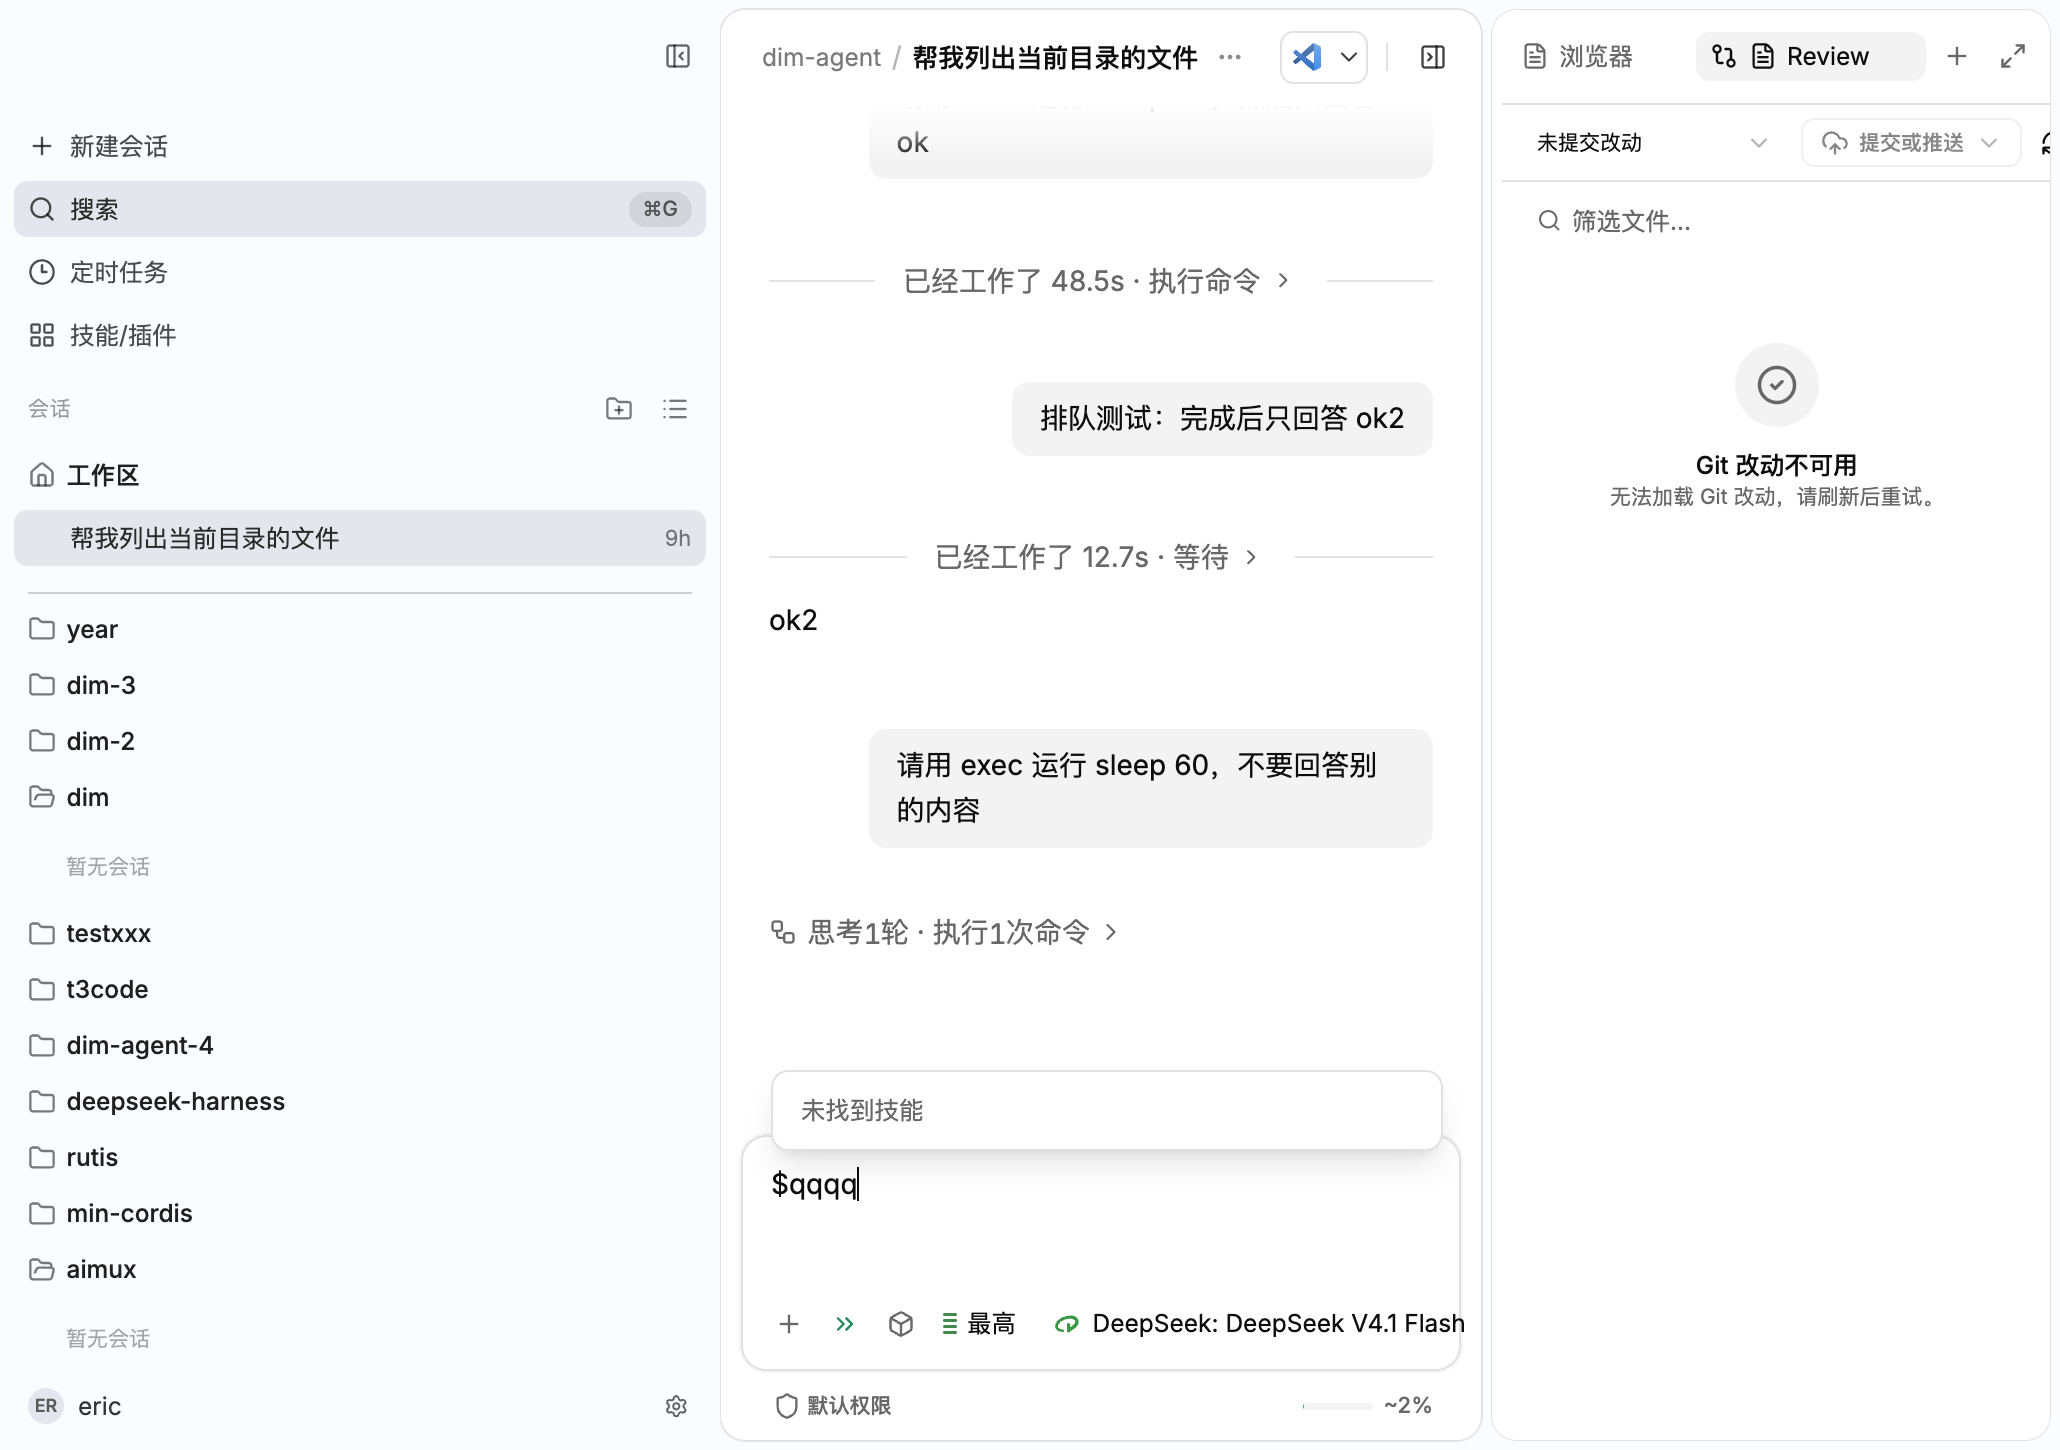 新建会话
搜索 ⌘G
定时任务
技能/插件
会话
工作区
帮我列出当前目录的文件 9h
year
dim-3
dim-2
dim
暂无会话
testxxx
t3code
dim-agent-4
deepseek-harness
rutis
min-cordis
aimux
暂无会话
ER eric
dim-agent / 帮我列出当前目录的文件 ···
ok
已经工作了 48.5s · 执行命令
排队测试：完成后只回答 ok2
已经工作了 12.7s · 等待
ok2
请用 exec 运行 sleep 60，不要回答别
的内容
思考1轮 · 执行1次命令
未找到技能
$qqqq
最高 DeepSeek: DeepSeek V4.1 Flash
默认权限 ~2%
浏览器 Review
未提交改动 提交或推送
筛选文件...
Git 改动不可用
无法加载 Git 改动，请刷新后重试。